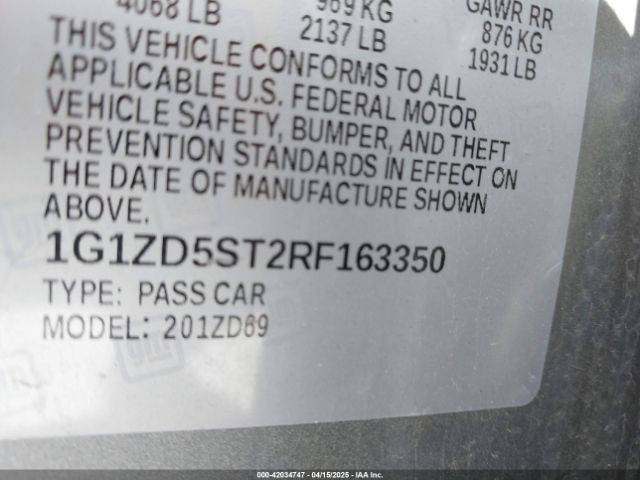 4068 LB 969 KG GAWR RR
2137 LB 876 KG
1931 LB
THIS VEHICLE CONFORMS TO ALL
APPLICABLE U.S. FEDERAL MOTOR
VEHICLE SAFETY, BUMPER, AND THEFT
PREVENTION STANDARDS IN EFFECT ON
THE DATE OF MANUFACTURE SHOWN
ABOVE.
1G1ZD5ST2RF163350
TYPE: PASS CAR
MODEL: 201ZD69
000-42034747 - 04/15/2025 - IAA Inc.